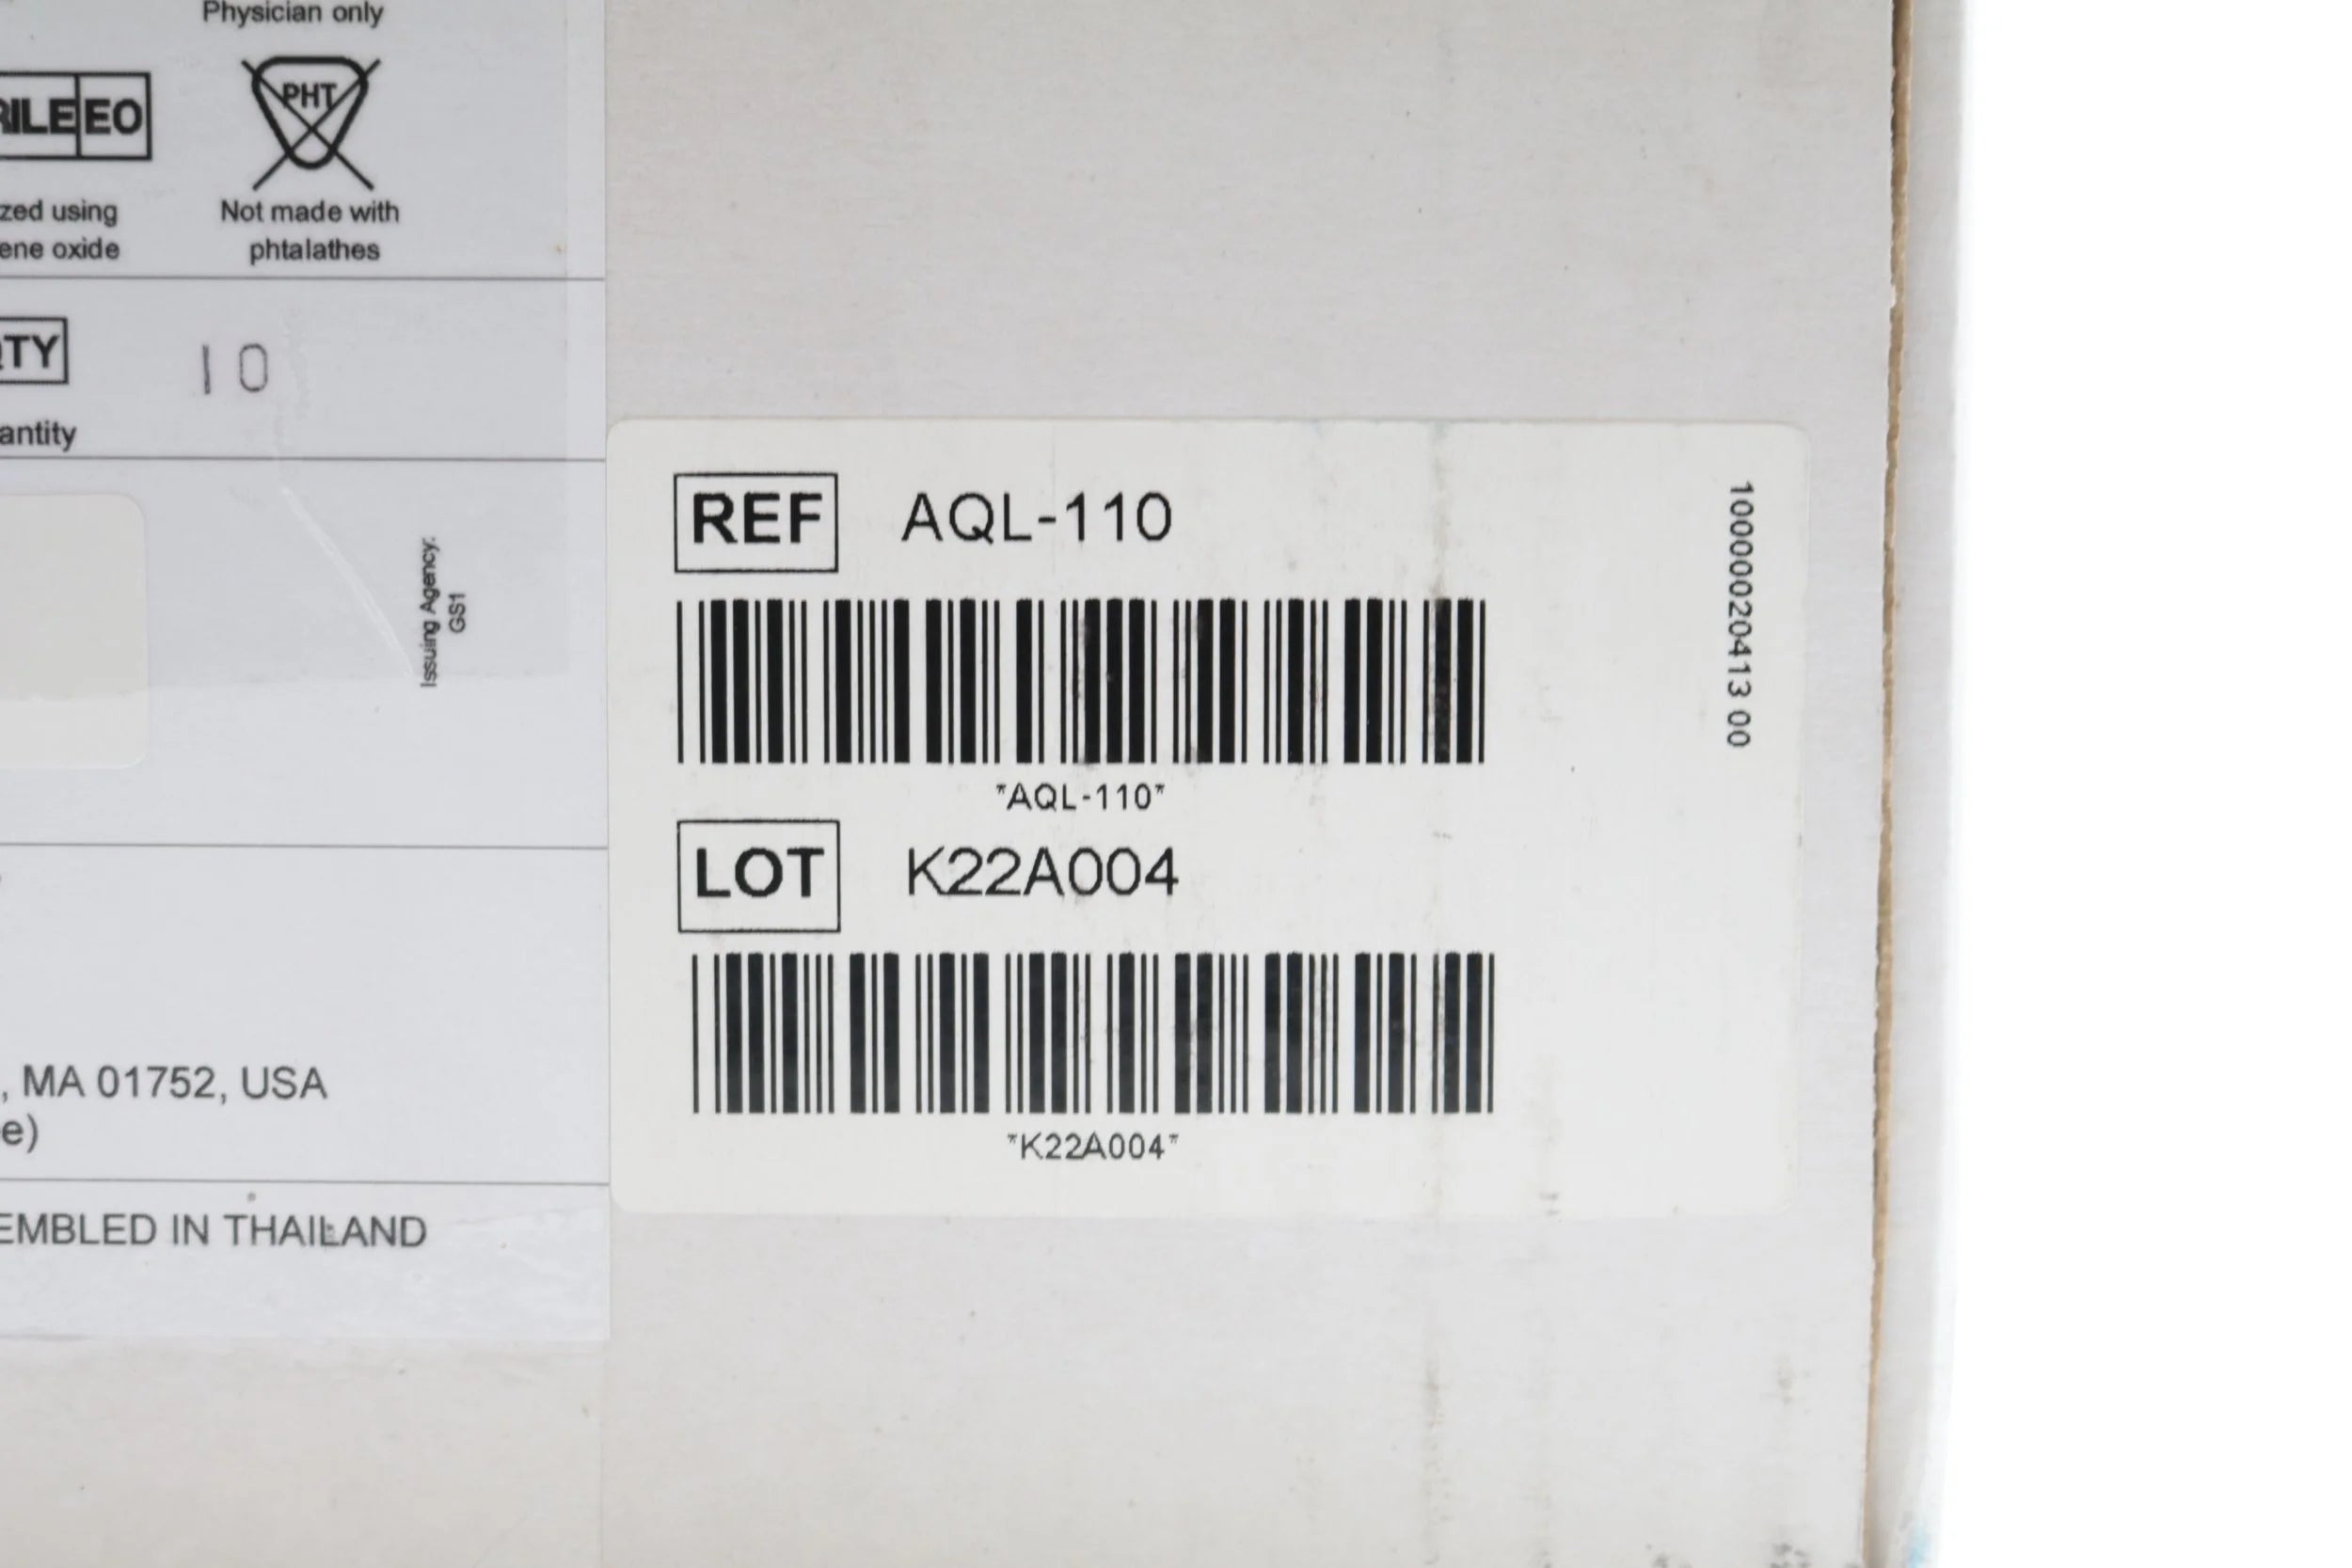 Physician only
RILE EO
PHT
zed using
ene oxide
Not made with
phtalathes
QTY
10
antity
Issuing Agency:
GS1
, MA 01752, USA
e)
EMBLED IN THAILAND
REF AQL-110
*AQL-110*
LOT K22A004
*K22A004*
10000020413 00